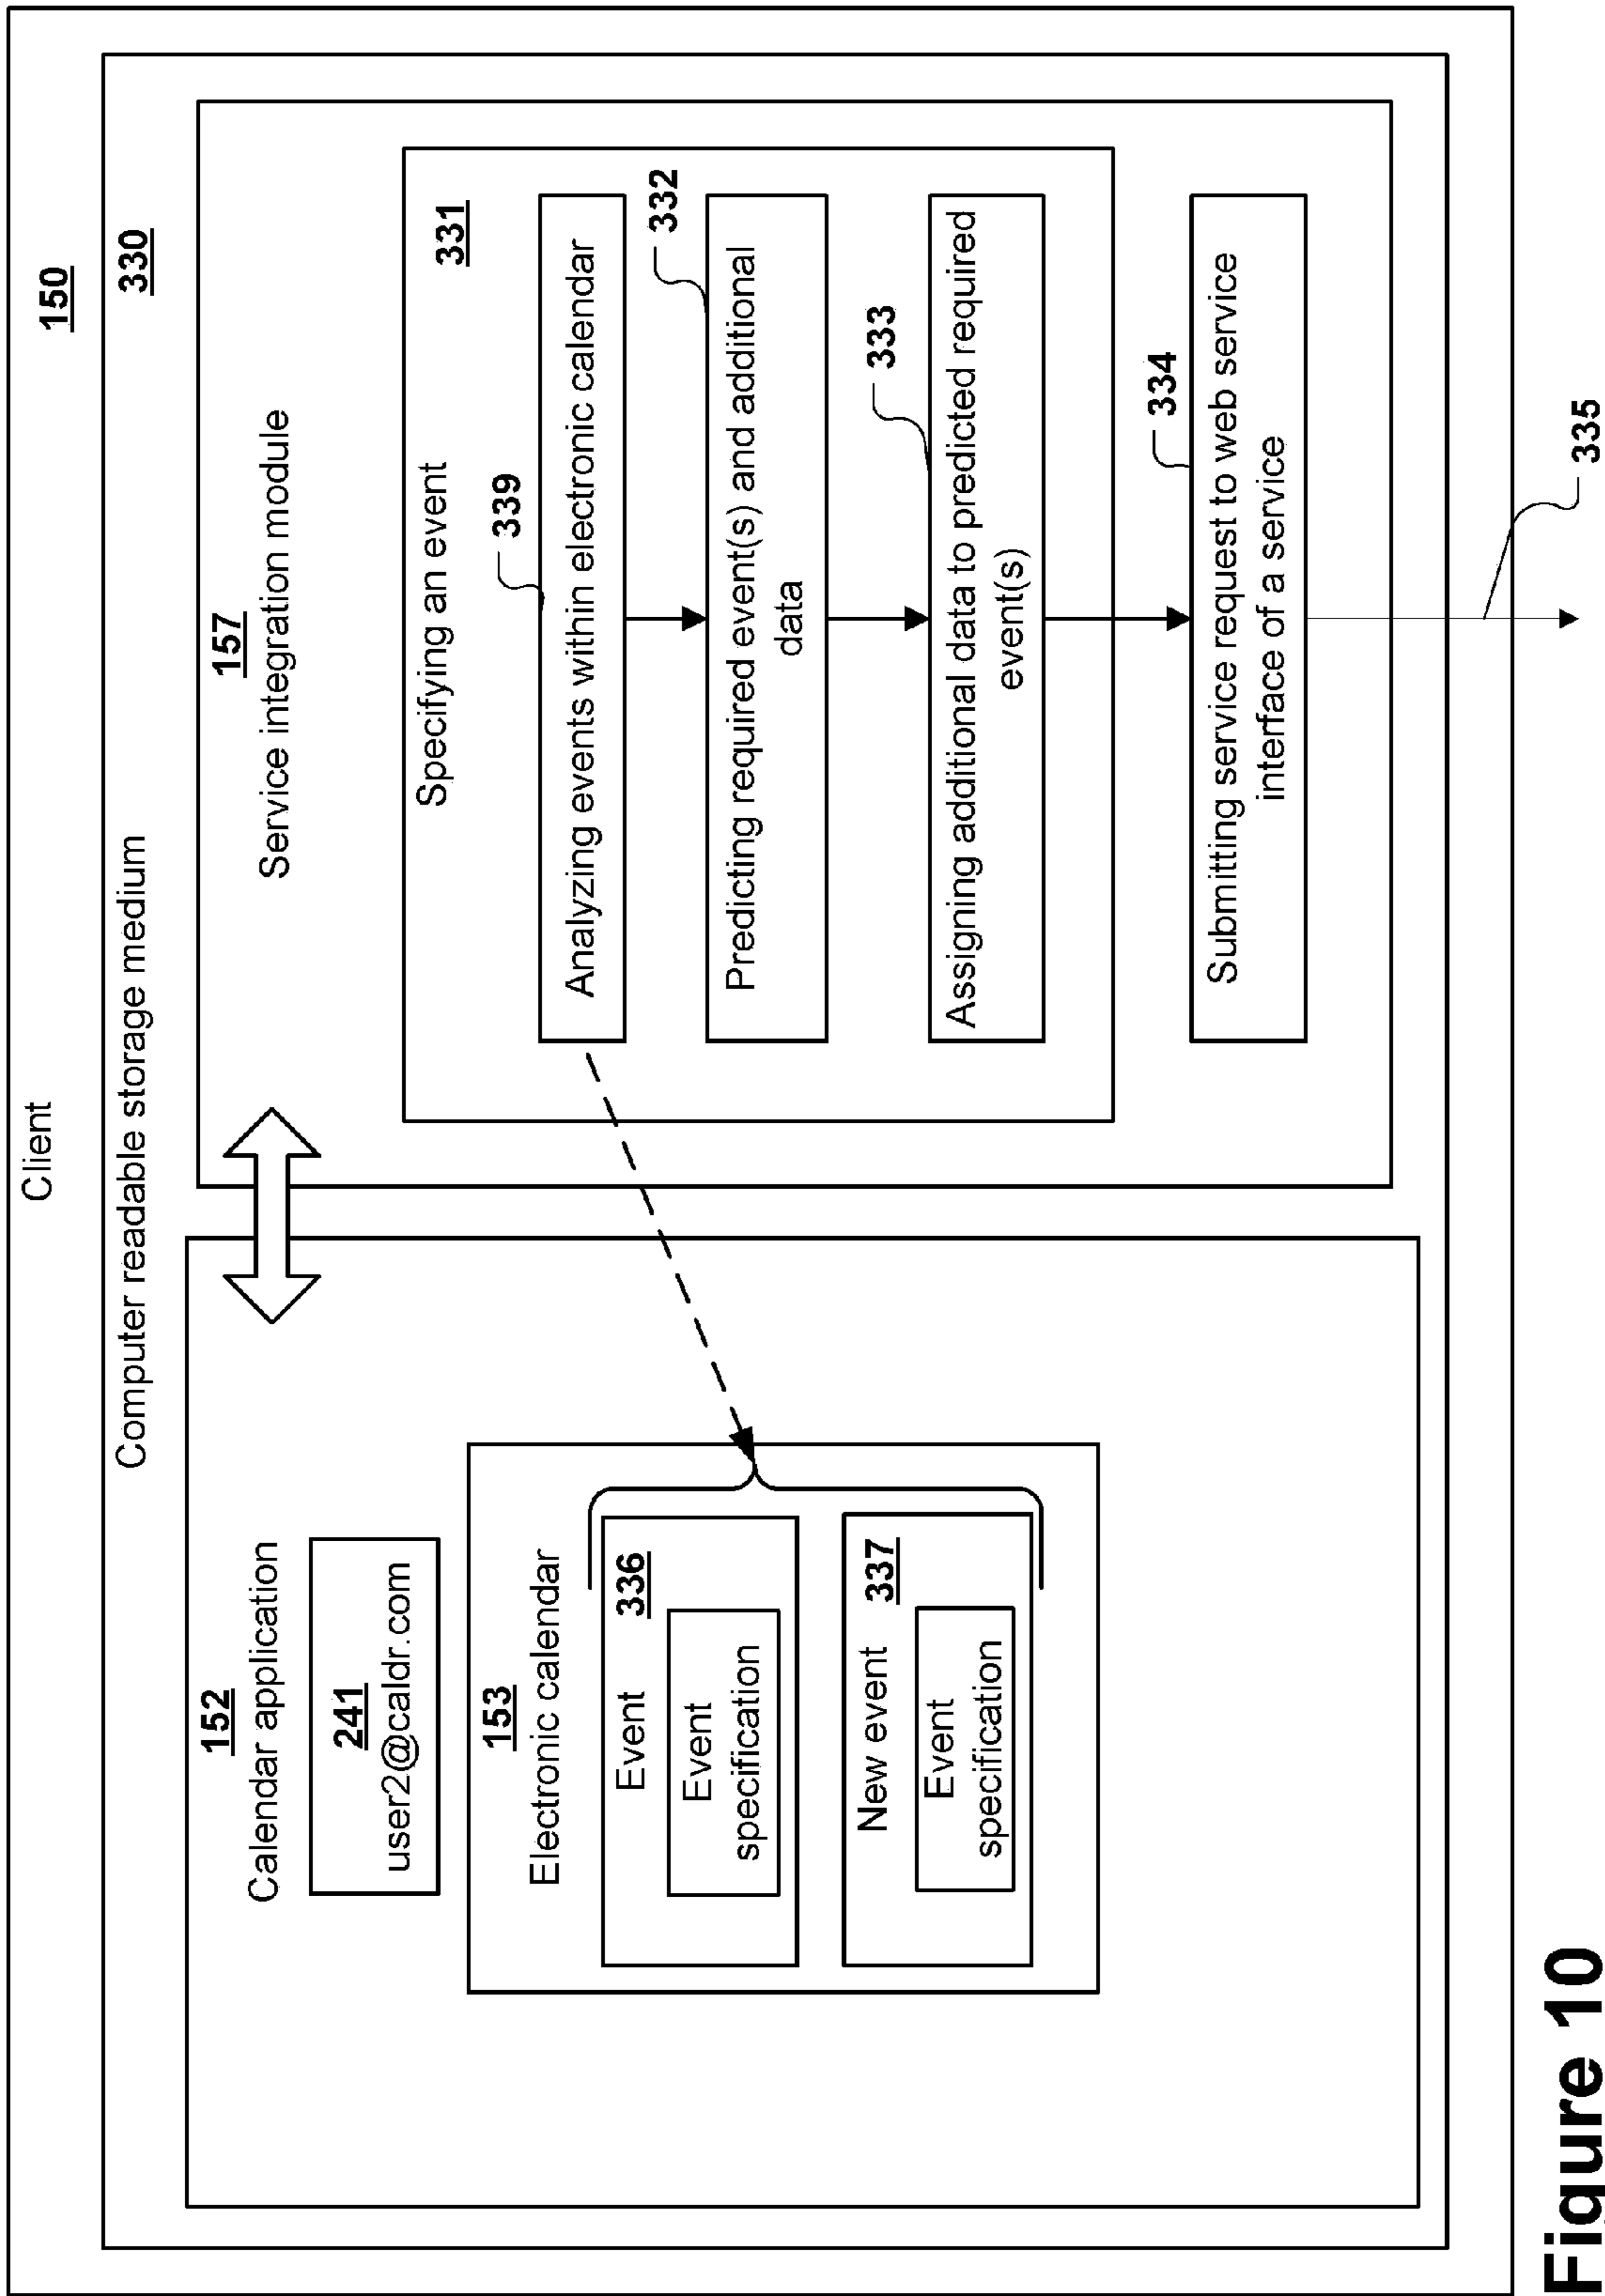 Client
150
Computer readable storage medium
330
152
Calendar application
241
user2@caldr.com
153
Electronic calendar
Event
336
Event
specification
New event
337
Event
specification
157
Service integration module
Specifying an event
331
339
Analyzing events within electronic calendar
332
Predicting required event(s) and additional
data
333
Assigning additional data to predicted required
event(s)
334
Submitting service request to web service
interface of a service
335
Figure 10